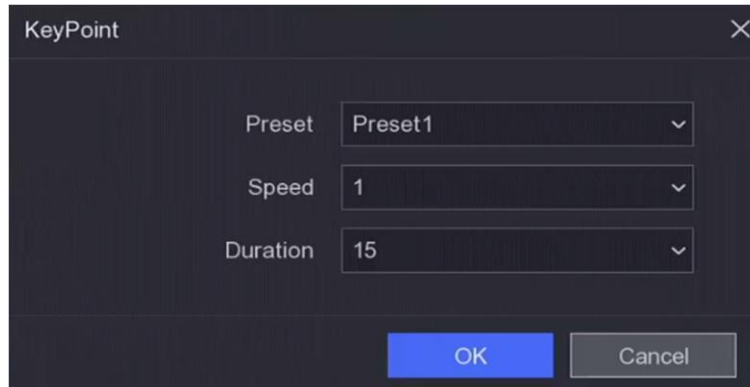 KeyPoint
Preset Preset1
Speed 1
Duration 15
OK Cancel